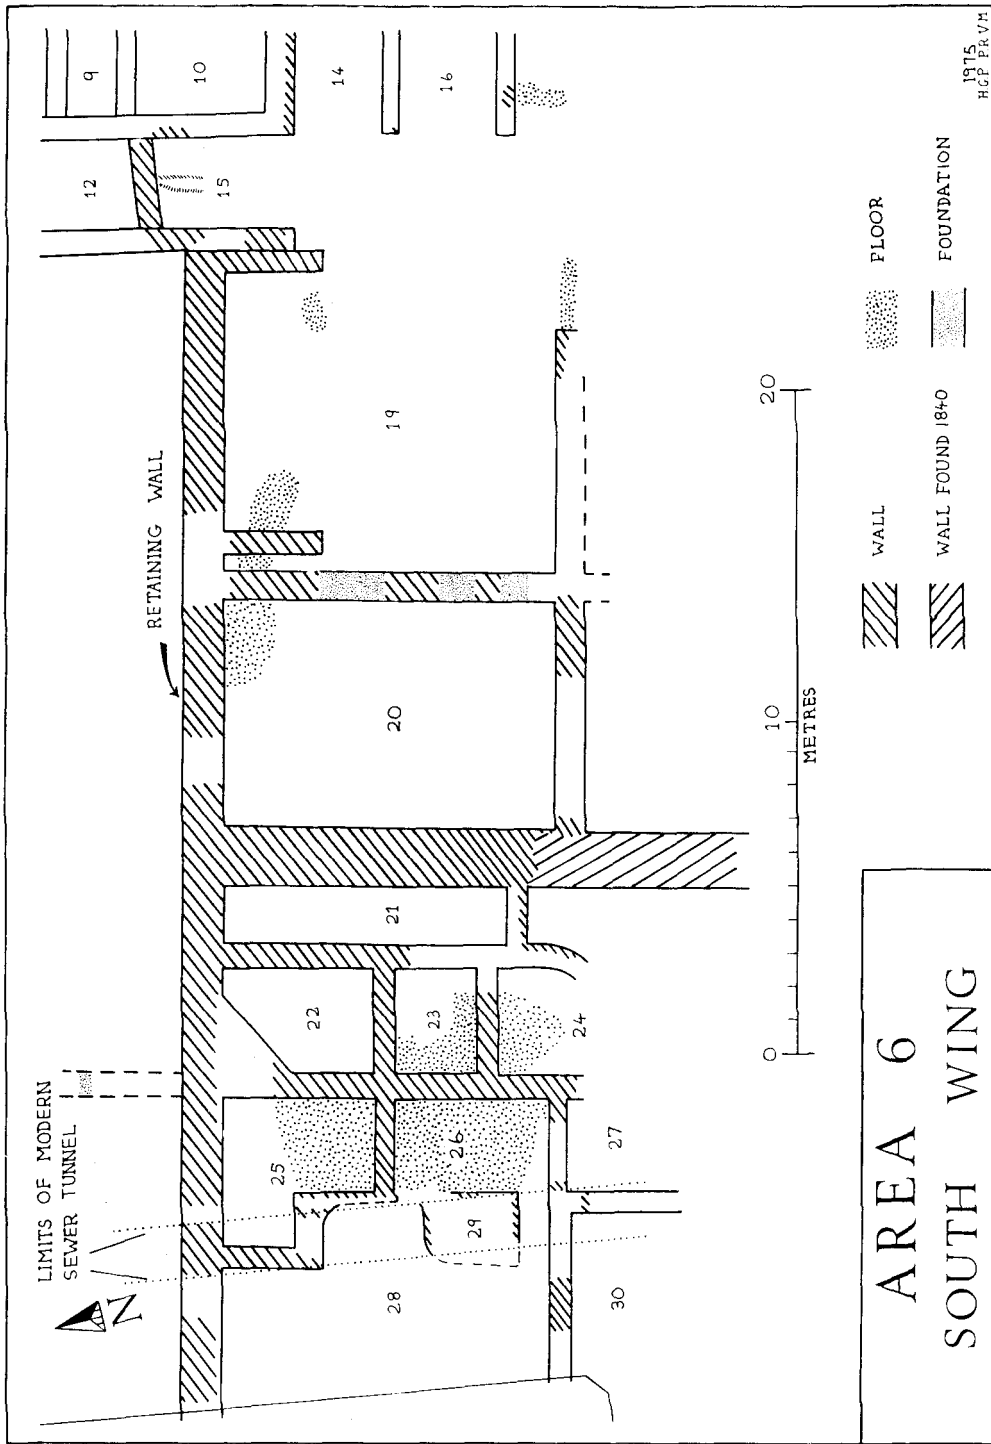 LIMITS OF MODERN
SEWER TUNNEL
N
RETAINING WALL
9
10
12
14
15
16
19
20
21
22
23
24
25
26
27
28
29
30
0
10
20
METRES
WALL
FLOOR
WALL FOUND 1840
FOUNDATION
AREA 6
SOUTH WING
1975
HGP PR VM